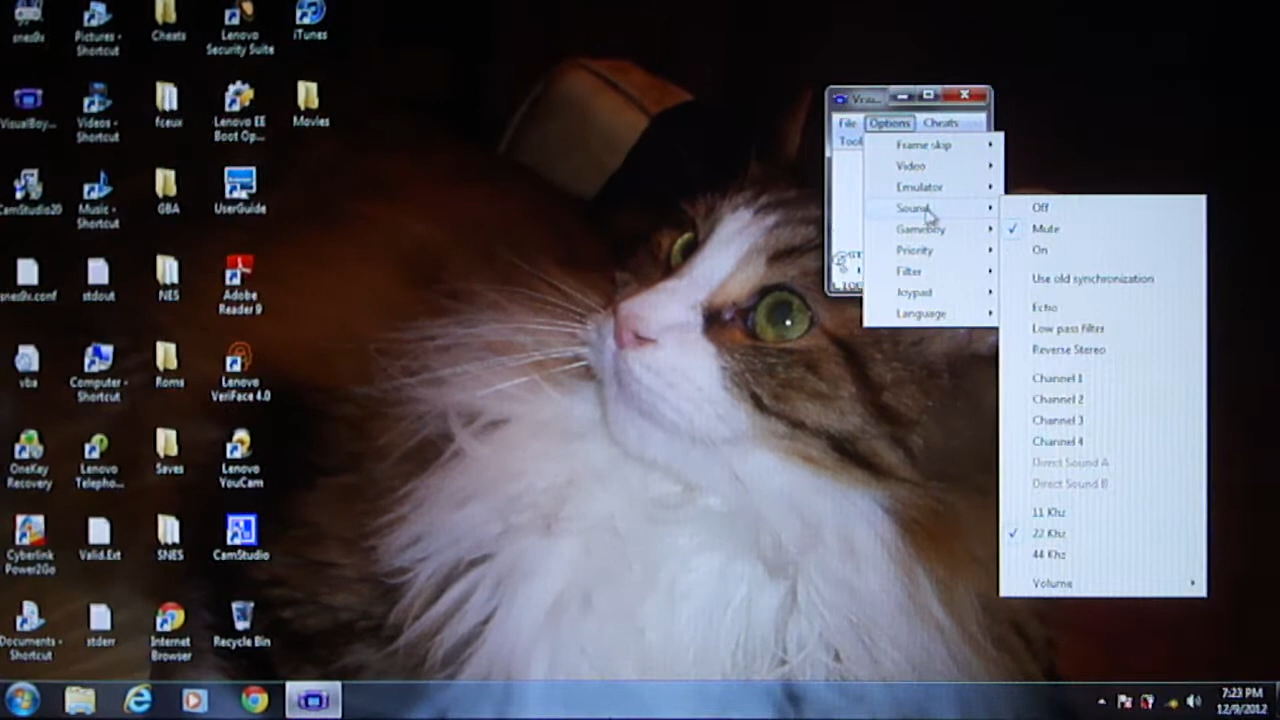 snes9x
Pictures -
Shortcut
Cheats
Lenovo
Security Suite
iTunes
VisualBoy...
Videos -
Shortcut
fceux
Lenovo EE
Boot Op...
Movies
CamStudio20
Music -
Shortcut
GBA
UserGuide
snes9x.conf
stdout
NES
Adobe
Reader 9
vba
Computer -
Shortcut
Roms
Lenovo
VeriFace 4.0
OneKey
Recovery
Lenovo
Telepho...
Saves
Lenovo
YouCam
Cyberlink
Power2Go
Valid.Ext
SNES
CamStudio
Documents -
Shortcut
stderr
Internet
Browser
Recycle Bin
File Options Cheats
Frame skip
Video
Emulator
Sound
Gameboy
Priority
Filter
Joypad
Language
Off
Mute
On
Use old synchronization
Echo
Low pass filter
Reverse Stereo
Channel 1
Channel 2
Channel 3
Channel 4
Direct Sound A
Direct Sound B
11 Khz
22 Khz
44 Khz
Volume
7:23 PM
12/9/2012